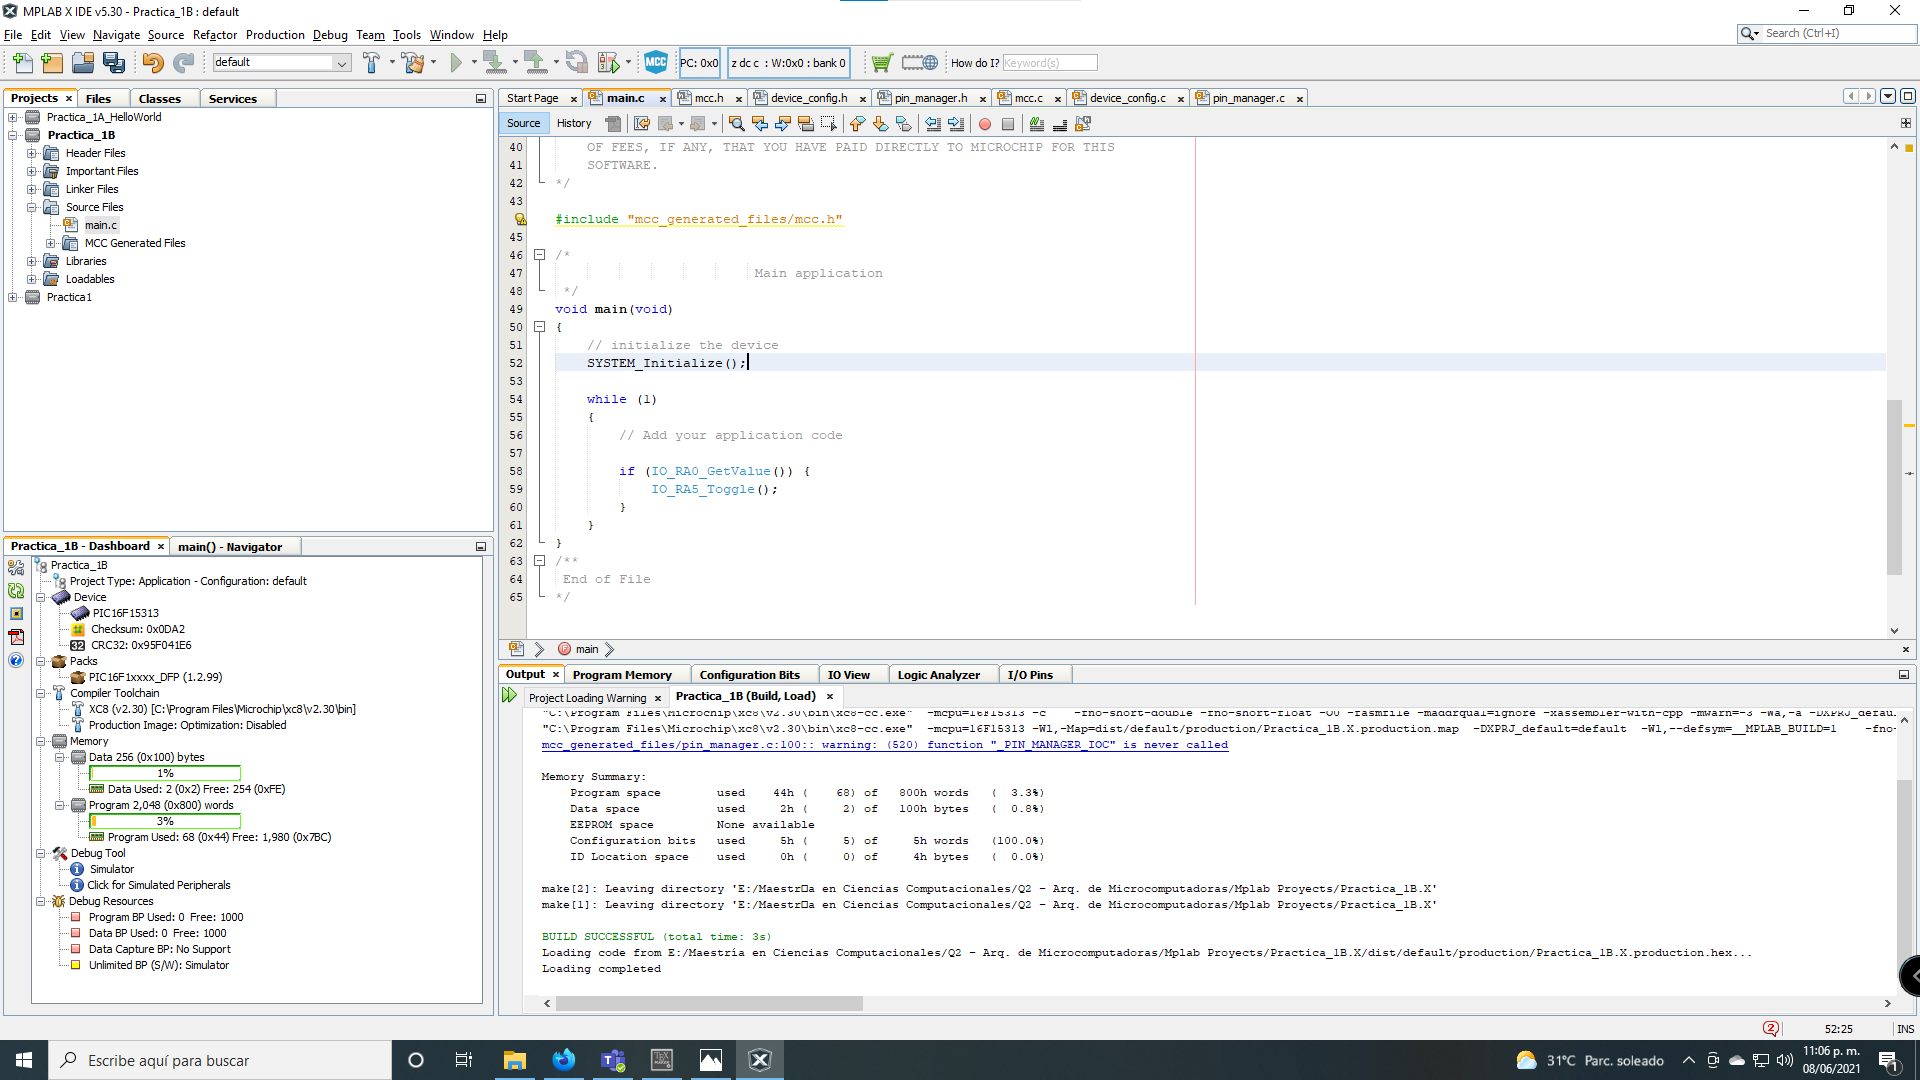 MPLAB X IDE v5.30 - Practica_1B : default
File Edit View Navigate Source Refactor Production Debug Team Tools Window Help
Search (Ctrl+I)
default
MCC
PC: 0x0
z dc c : W:0x0 : bank 0
How do I? Keyword(s)
Projects Files Classes Services
Practica_1A_HelloWorld
Practica_1B
Header Files
Important Files
Linker Files
Source Files
main.c
MCC Generated Files
Libraries
Loadables
Practica1
Start Page main.c mcc.h device_config.h pin_manager.h mcc.c device_config.c pin_manager.c
Source History
40 OF FEES, IF ANY, THAT YOU HAVE PAID DIRECTLY TO MICROCHIP FOR THIS
41 SOFTWARE.
42 */
43
#include "mcc_generated_files/mcc.h"
45
46 /*
47 Main application
48 */
49 void main(void)
50 {
51 // initialize the device
52 SYSTEM_Initialize();
53
54 while (1)
55 {
56 // Add your application code
57
58 if (IO_RA0_GetValue()) {
59 IO_RA5_Toggle();
60 }
61 }
62 }
63 /**
64 End of File
65 */
main
Practica_1B - Dashboard main() - Navigator
Practica_1B
Project Type: Application - Configuration: default
Device
PIC16F15313
Checksum: 0x0DA2
32 CRC32: 0x95F041E6
Packs
PIC16F1xxxx_DFP (1.2.99)
Compiler Toolchain
XC8 (v2.30) [C:\Program Files\Microchip\xc8\v2.30\bin]
Production Image: Optimization: Disabled
Memory
Data 256 (0x100) bytes
1%
Data Used: 2 (0x2) Free: 254 (0xFE)
Program 2,048 (0x800) words
3%
Program Used: 68 (0x44) Free: 1,980 (0x7BC)
Debug Tool
Simulator
Click for Simulated Peripherals
Debug Resources
Program BP Used: 0 Free: 1000
Data BP Used: 0 Free: 1000
Data Capture BP: No Support
Unlimited BP (S/W): Simulator
Output Program Memory Configuration Bits IO View Logic Analyzer I/O Pins
Project Loading Warning Practica_1B (Build, Load)
"C:\Program Files\Microchip\xc8\v2.30\bin\xc8-cc.exe" -mcpu=16F15313 -c -fno-short-double -fno-short-float -O0 -fasmfile -maddrqual=ignore -xassembler-with-cpp -mwarn=-3 -Wa,-a -DXPRJ_defau
"C:\Program Files\Microchip\xc8\v2.30\bin\xc8-cc.exe" -mcpu=16F15313 -Wl,-Map=dist/default/production/Practica_1B.X.production.map -DXPRJ_default=default -Wl,--defsym=__MPLAB_BUILD=1 -fno-
mcc_generated_files/pin_manager.c:100:: warning: (520) function "_PIN_MANAGER_IOC" is never called
Memory Summary:
Program space used 44h ( 68) of 800h words ( 3.3%)
Data space used 2h ( 2) of 100h bytes ( 0.8%)
EEPROM space None available
Configuration bits used 5h ( 5) of 5h words (100.0%)
ID Location space used 0h ( 0) of 4h bytes ( 0.0%)
make[2]: Leaving directory 'E:/Maestr□a en Ciencias Computacionales/Q2 - Arq. de Microcomputadoras/Mplab Proyects/Practica_1B.X'
make[1]: Leaving directory 'E:/Maestr□a en Ciencias Computacionales/Q2 - Arq. de Microcomputadoras/Mplab Proyects/Practica_1B.X'
BUILD SUCCESSFUL (total time: 3s)
Loading code from E:/Maestría en Ciencias Computacionales/Q2 - Arq. de Microcomputadoras/Mplab Proyects/Practica_1B.X/dist/default/production/Practica_1B.X.production.hex...
Loading completed
2 52:25 INS
Escribe aquí para buscar
31°C Parc. soleado
11:06 p. m.
08/06/2021
1